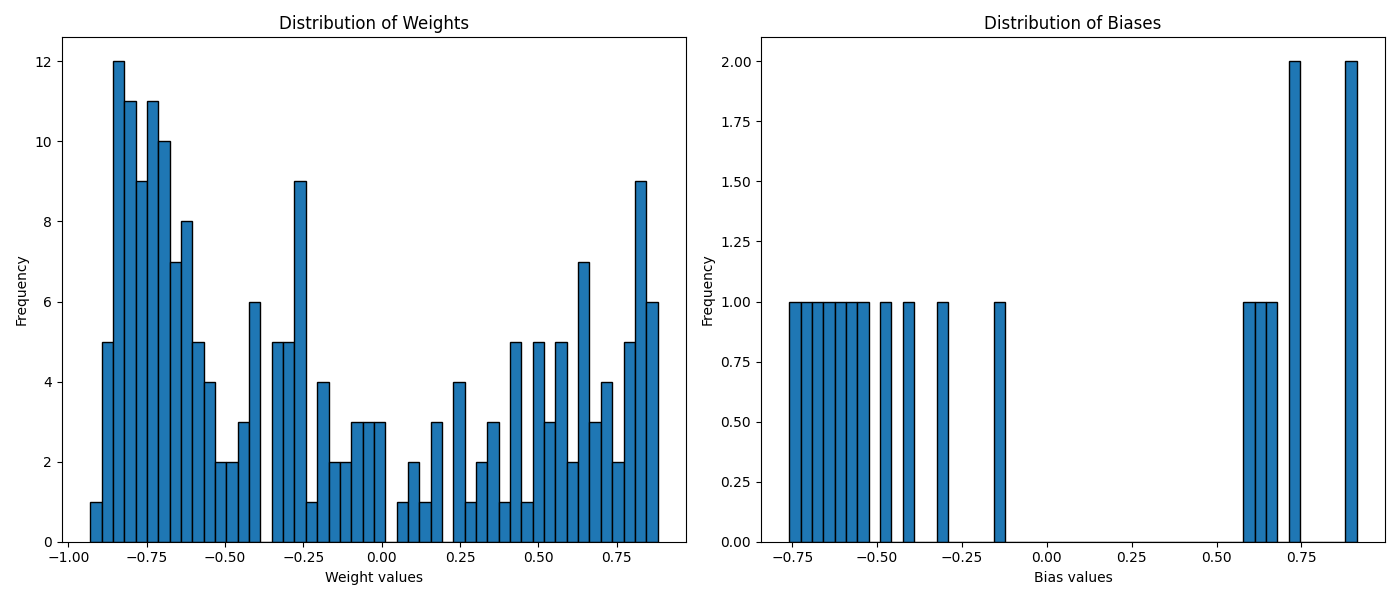 Distribution of Weights
Frequency
12
10
8
6
4
2
0
−1.00 −0.75 −0.50 −0.25 0.00 0.25 0.50 0.75
Weight values
Distribution of Biases
Frequency
2.00
1.75
1.50
1.25
1.00
0.75
0.50
0.25
0.00
−0.75 −0.50 −0.25 0.00 0.25 0.50 0.75
Bias values